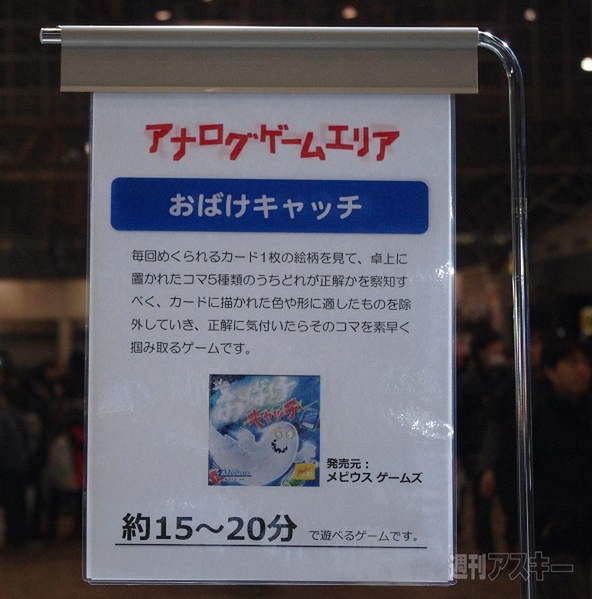 アナログゲームエリア
おばけキャッチ
毎回めくられるカード1枚の絵柄を見て、卓上に
置かれたコマ5種類のうちどれが正解かを察知す
べく、カードに描かれた色や形に適したものを除
外していき、正解に気付いたらそのコマを素早く
掴み取るゲームです。
おばけ
キャッチ
Möbius
発売元：
メビウス ゲームズ
約15～20分 で遊べるゲームです。
週刊アスキー